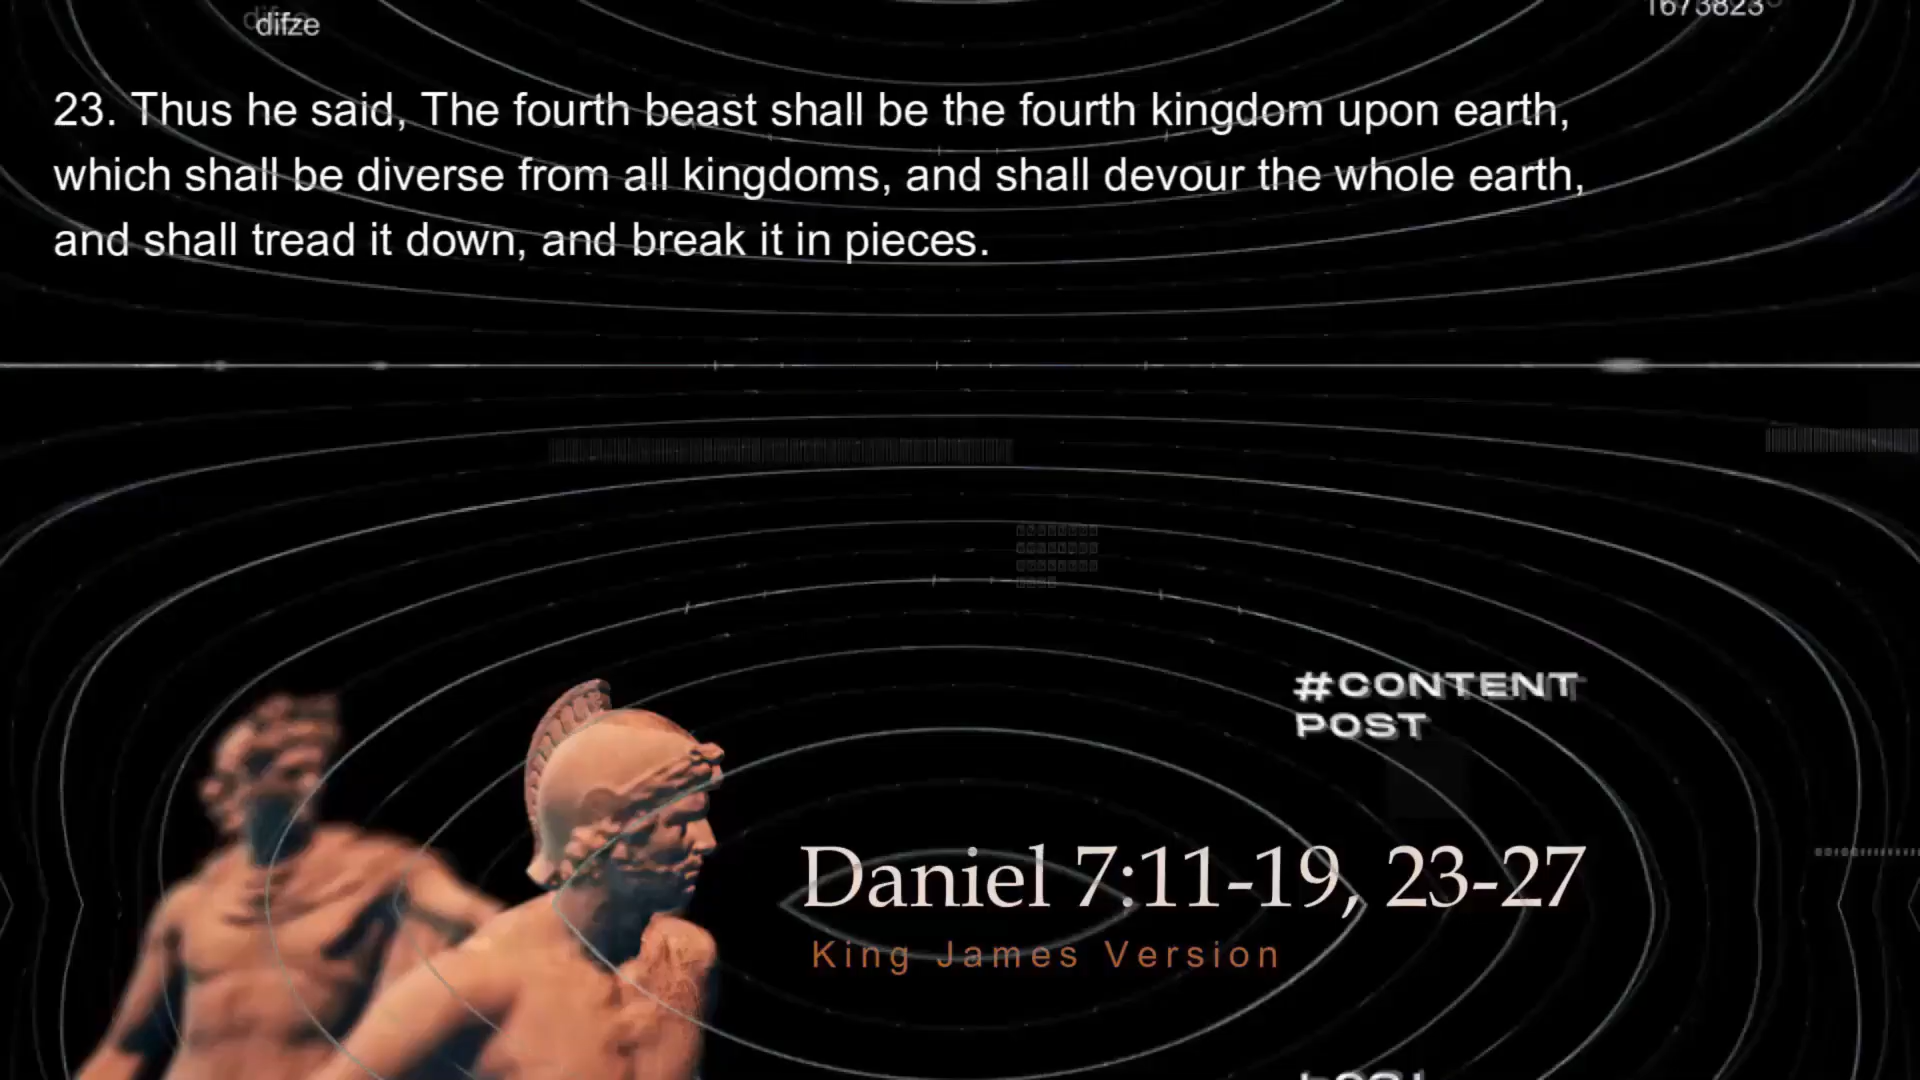 difze
1673823
23. Thus he said, The fourth beast shall be the fourth kingdom upon earth,
which shall be diverse from all kingdoms, and shall devour the whole earth,
and shall tread it down, and break it in pieces.
#CONTENT
POST
Daniel 7:11-19, 23-27
King James Version